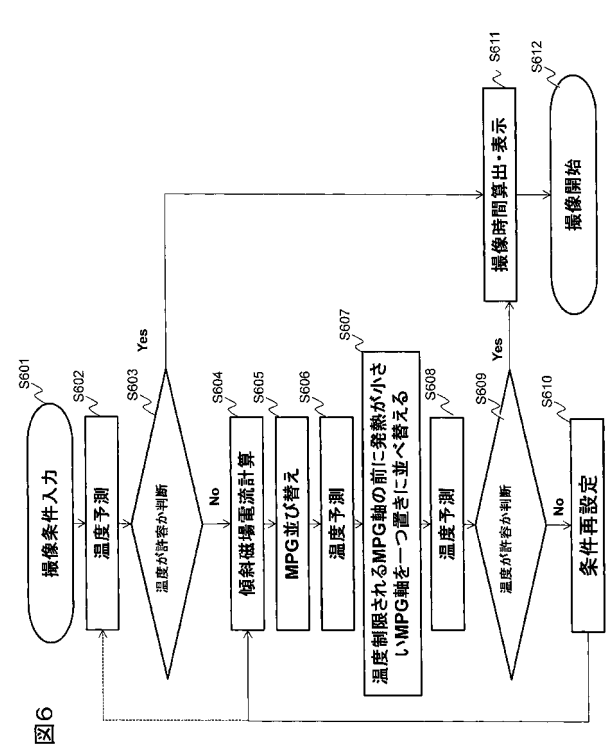 図6
撮像条件入力
S601
温度予測
S602
温度が許容か判断
S603
Yes
No
傾斜磁場電流計算
S604
MPG並び替え
S605
温度予測
S606
温度制限されるMPG軸の前に発熱が小さ
いMPG軸を一つ置きに並べ替える
S607
温度予測
S608
温度が許容か判断
S609
Yes
No
条件再設定
S610
撮像時間算出・表示
S611
撮像開始
S612